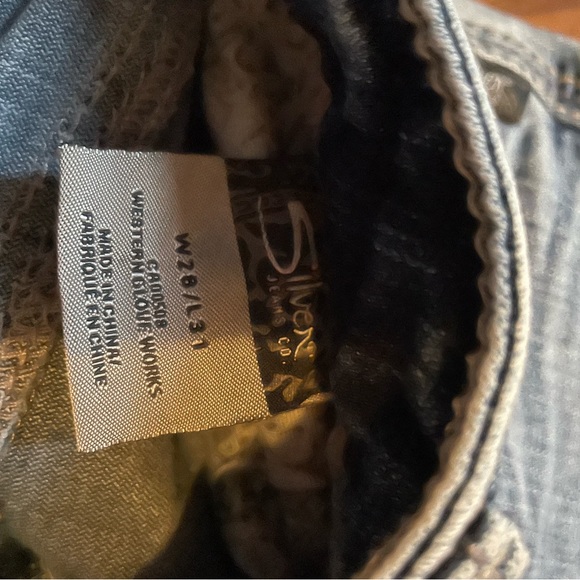 Silver
JEANS CO.
W28/L31
CA00508
WESTERN GLOVE WORKS
MADE IN CHINA/
FABRIQUÉ EN CHINE